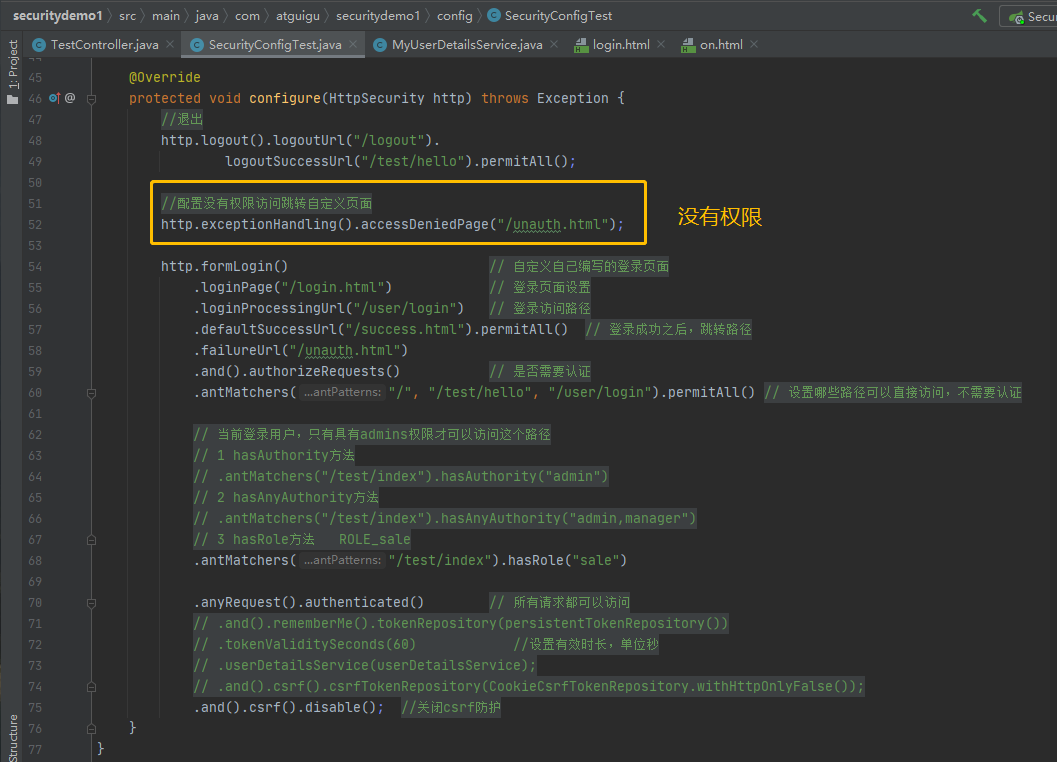 securitydemo1 〉 src 〉 main 〉 java 〉 com 〉 atguigu 〉 securitydemo1 〉 config 〉 C SecurityConfigTest Secur
C TestController.java × C SecurityConfigTest.java × C MyUserDetailsService.java × H login.html × H on.html ×
1: Project
Structure
44
45 @Override
46 @ protected void configure(HttpSecurity http) throws Exception {
47 //退出
48 http.logout().logoutUrl("/logout").
49 logoutSuccessUrl("/test/hello").permitAll();
50
51 //配置没有权限访问跳转自定义页面
52 http.exceptionHandling().accessDeniedPage("/unauth.html");
没有权限
53
54 http.formLogin() // 自定义自己编写的登录页面
55 .loginPage("/login.html") // 登录页面设置
56 .loginProcessingUrl("/user/login") // 登录访问路径
57 .defaultSuccessUrl("/success.html").permitAll() // 登录成功之后，跳转路径
58 .failureUrl("/unauth.html")
59 .and().authorizeRequests() // 是否需要认证
60 .antMatchers( ...antPatterns: "/", "/test/hello", "/user/login").permitAll() // 设置哪些路径可以直接访问，不需要认证
61
62 // 当前登录用户，只有具有admins权限才可以访问这个路径
63 // 1 hasAuthority方法
64 // .antMatchers("/test/index").hasAuthority("admin")
65 // 2 hasAnyAuthority方法
66 // .antMatchers("/test/index").hasAnyAuthority("admin,manager")
67 // 3 hasRole方法 ROLE_sale
68 .antMatchers( ...antPatterns: "/test/index").hasRole("sale")
69
70 .anyRequest().authenticated() // 所有请求都可以访问
71 // .and().rememberMe().tokenRepository(persistentTokenRepository())
72 // .tokenValiditySeconds(60) //设置有效时长，单位秒
73 // .userDetailsService(userDetailsService);
74 // .and().csrf().csrfTokenRepository(CookieCsrfTokenRepository.withHttpOnlyFalse());
75 .and().csrf().disable(); //关闭csrf防护
76 }
77 }